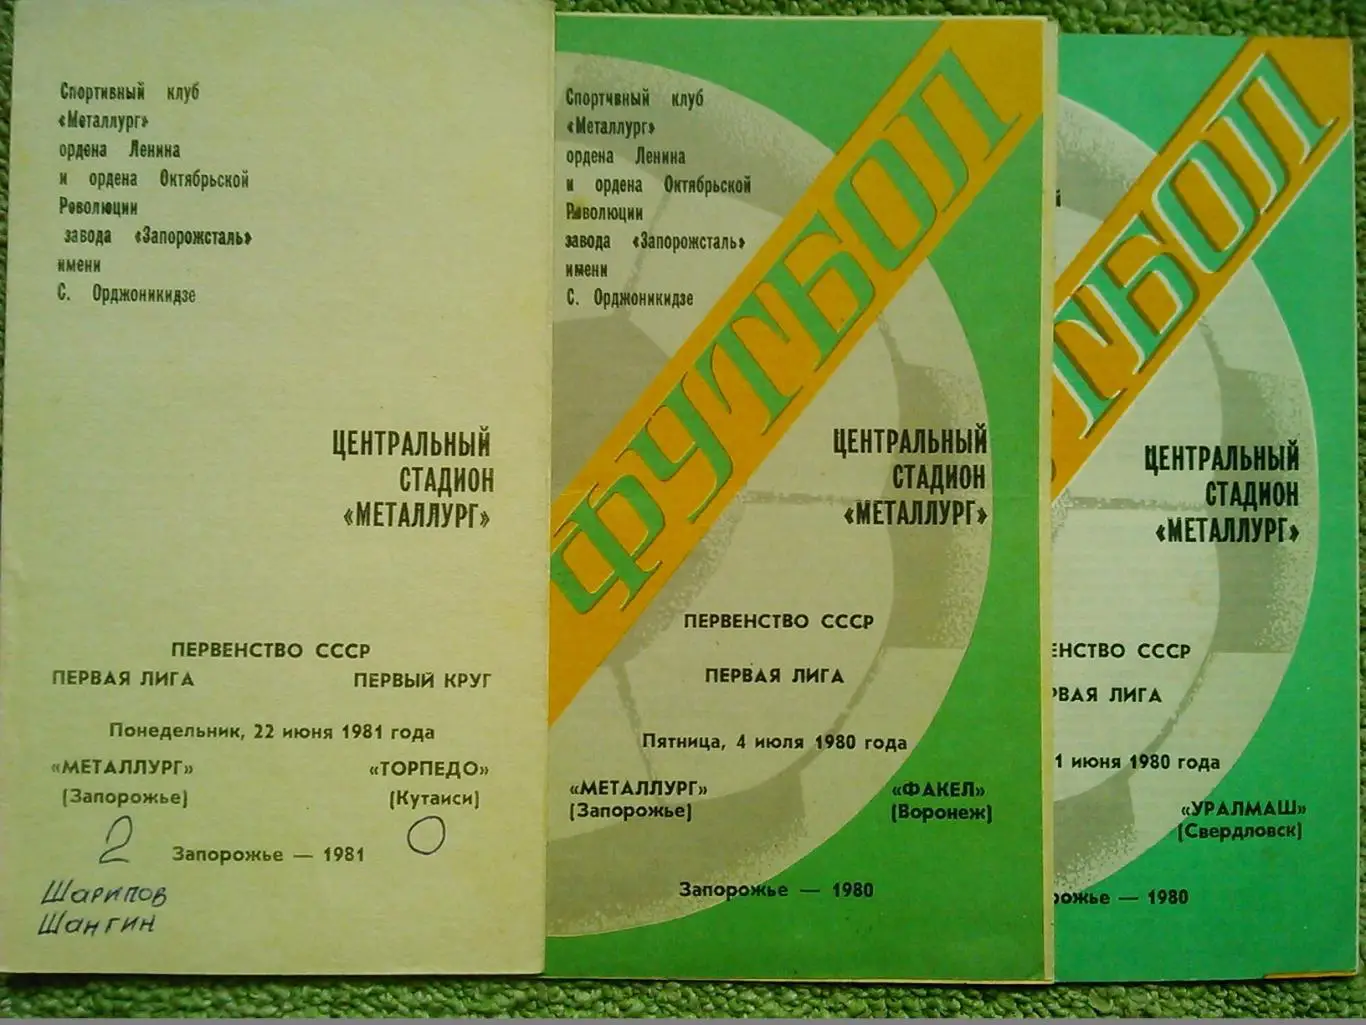 Спортивный клуб
«Металлург»
ордена Ленина
и ордена Октябрьской
Революции
завода «Запорожсталь»
имени
С. Орджоникидзе
ЦЕНТРАЛЬНЫЙ
СТАДИОН
«МЕТАЛЛУРГ»
ПЕРВЕНСТВО СССР
ПЕРВАЯ ЛИГА ПЕРВЫЙ КРУГ
Понедельник, 22 июня 1981 года
«МЕТАЛЛУРГ» «ТОРПЕДО»
(Запорожье) (Кутаиси)
2 0
Запорожье — 1981
Шарипов
Шангин
ФУТБОЛ
Спортивный клуб
«Металлург»
ордена Ленина
и ордена Октябрьской
Революции
завода «Запорожсталь»
имени
С. Орджоникидзе
ЦЕНТРАЛЬНЫЙ
СТАДИОН
«МЕТАЛЛУРГ»
ПЕРВЕНСТВО СССР
ПЕРВАЯ ЛИГА
Пятница, 4 июля 1980 года
«МЕТАЛЛУРГ» «ФАКЕЛ»
(Запорожье) (Воронеж)
Запорожье — 1980
ТБОЛ
й
ЦЕНТРАЛЬНЫЙ
СТАДИОН
«МЕТАЛЛУРГ»
ЕНСТВО СССР
РВАЯ ЛИГА
1 июня 1980 года
«УРАЛМАШ»
(Свердловск)
рожье — 1980